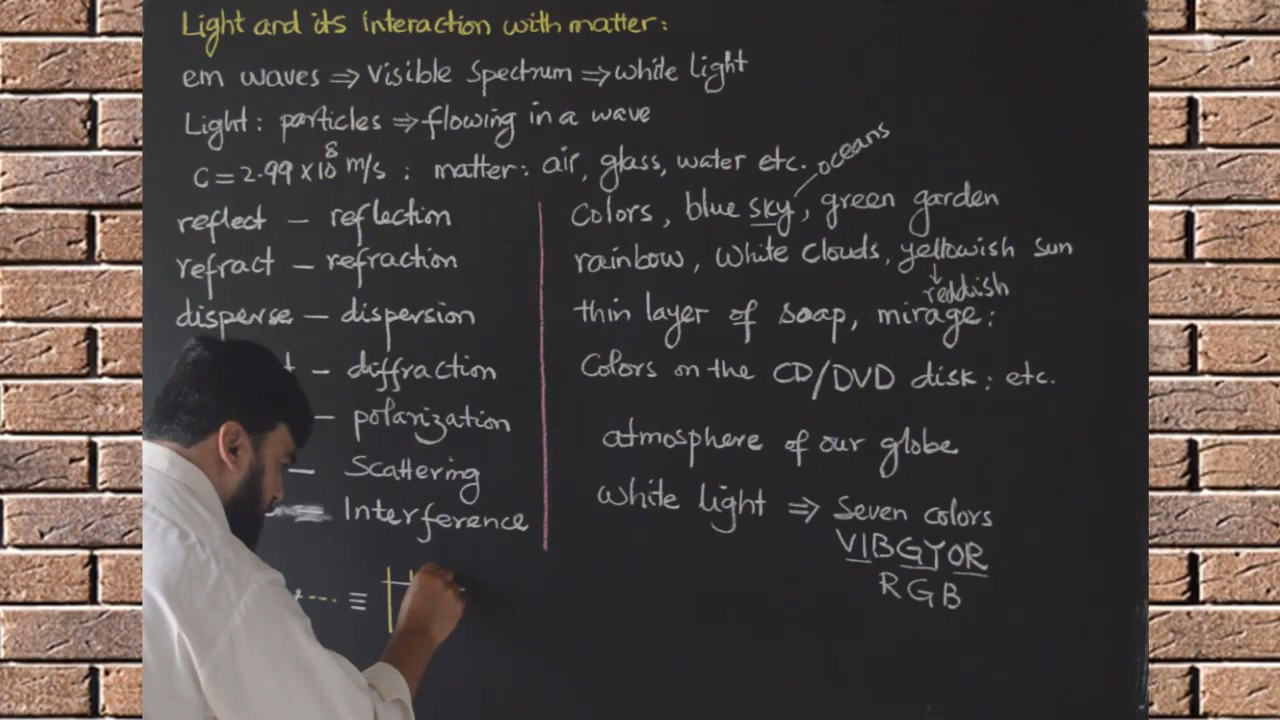 Light and its interaction with matter:
em waves ⇒ Visible Spectrum ⇒ white light
Light: particles ⇒ flowing in a wave
C = 2.99 × 10⁸ m/s ; matter: air, glass, water etc.
reflect – reflection
refract – refraction
disperse – dispersion
– diffraction
– polarization
– Scattering
– Interference
≡
oceans
Colors, blue sky, green garden
rainbow, white clouds, yellowish sun
↓
reddish
thin layer of soap, mirage;
Colors on the CD/DVD disk; etc.
atmosphere of our globe
white light ⇒ Seven colors
VIBGYOR
RGB